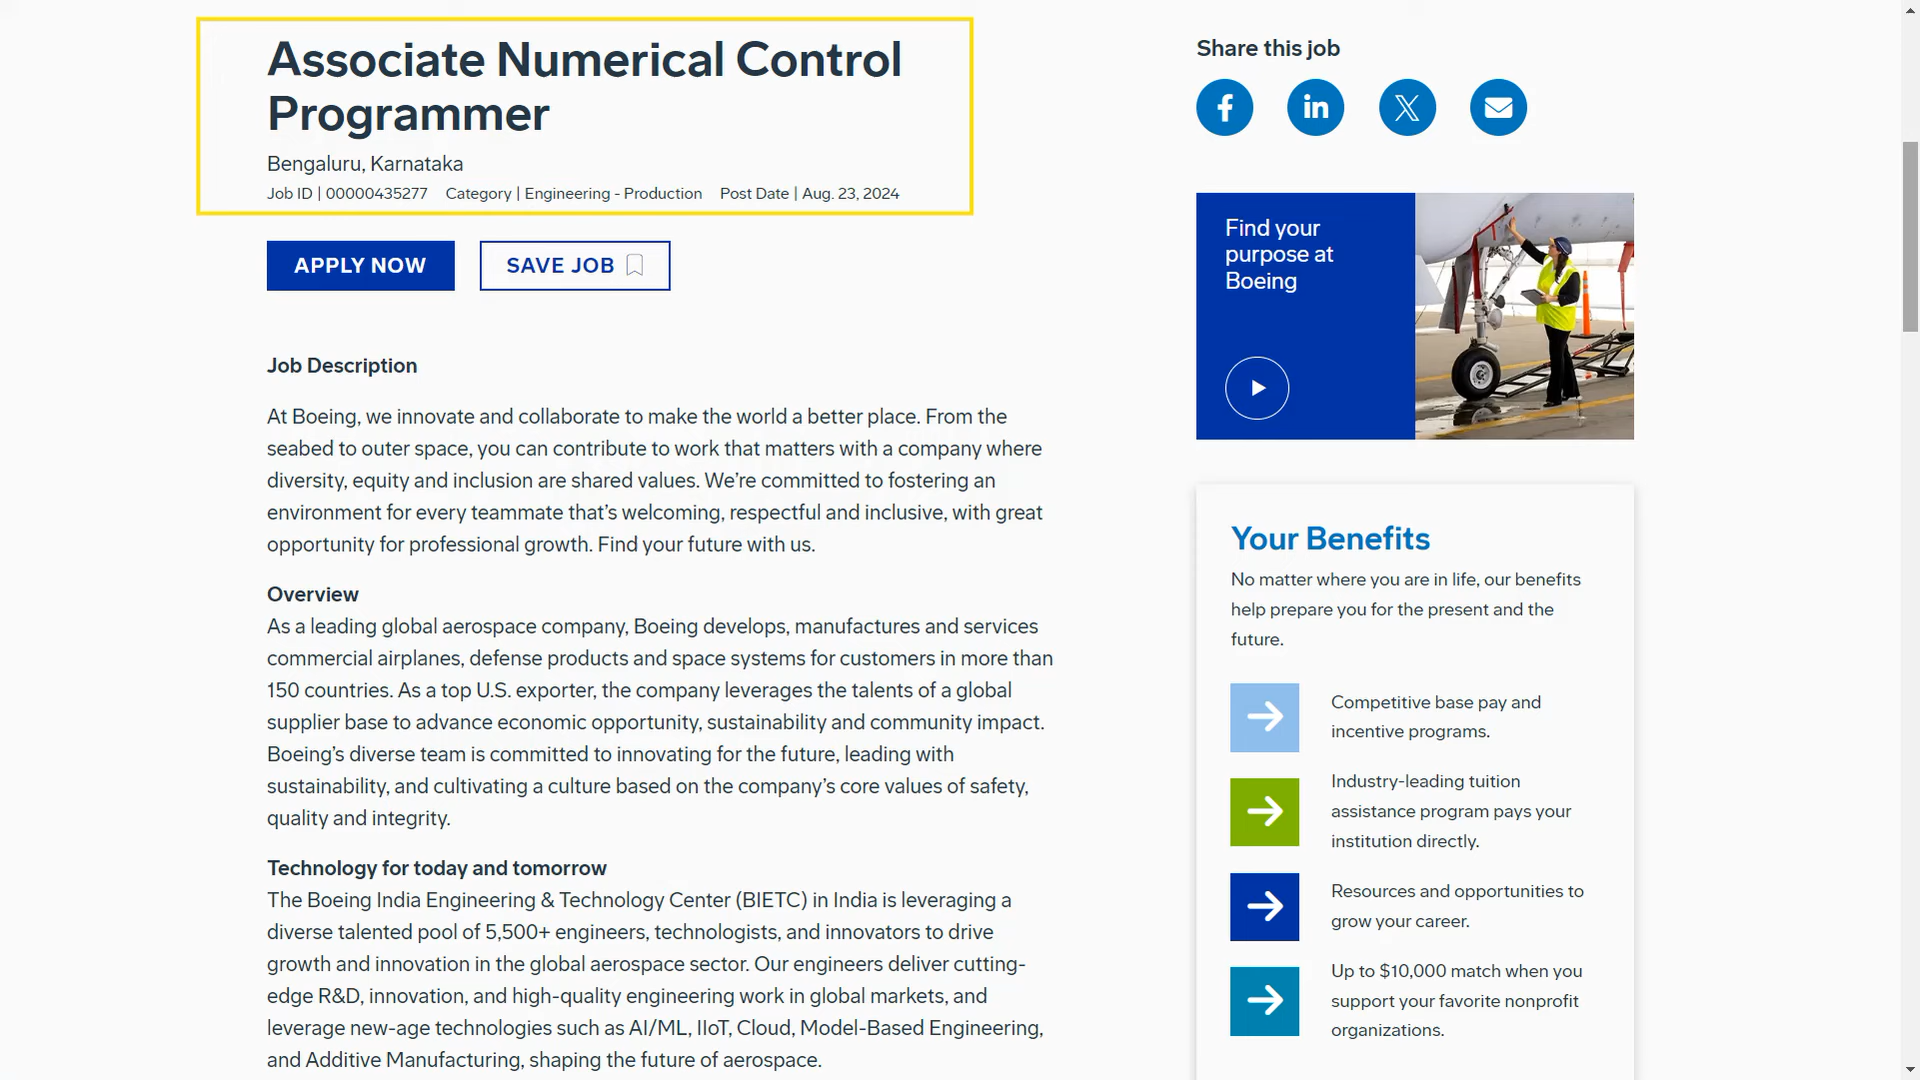 Associate Numerical Control
Programmer
Bengaluru, Karnataka
Job ID | 00000435277 Category | Engineering - Production Post Date | Aug. 23, 2024
APPLY NOW SAVE JOB
Job Description
At Boeing, we innovate and collaborate to make the world a better place. From the
seabed to outer space, you can contribute to work that matters with a company where
diversity, equity and inclusion are shared values. We’re committed to fostering an
environment for every teammate that’s welcoming, respectful and inclusive, with great
opportunity for professional growth. Find your future with us.
Overview
As a leading global aerospace company, Boeing develops, manufactures and services
commercial airplanes, defense products and space systems for customers in more than
150 countries. As a top U.S. exporter, the company leverages the talents of a global
supplier base to advance economic opportunity, sustainability and community impact.
Boeing’s diverse team is committed to innovating for the future, leading with
sustainability, and cultivating a culture based on the company’s core values of safety,
quality and integrity.
Technology for today and tomorrow
The Boeing India Engineering & Technology Center (BIETC) in India is leveraging a
diverse talented pool of 5,500+ engineers, technologists, and innovators to drive
growth and innovation in the global aerospace sector. Our engineers deliver cutting-
edge R&D, innovation, and high-quality engineering work in global markets, and
leverage new-age technologies such as AI/ML, IIoT, Cloud, Model-Based Engineering,
and Additive Manufacturing, shaping the future of aerospace.
Share this job
Find your
purpose at
Boeing
Your Benefits
No matter where you are in life, our benefits
help prepare you for the present and the
future.
Competitive base pay and
incentive programs.
Industry-leading tuition
assistance program pays your
institution directly.
Resources and opportunities to
grow your career.
Up to $10,000 match when you
support your favorite nonprofit
organizations.